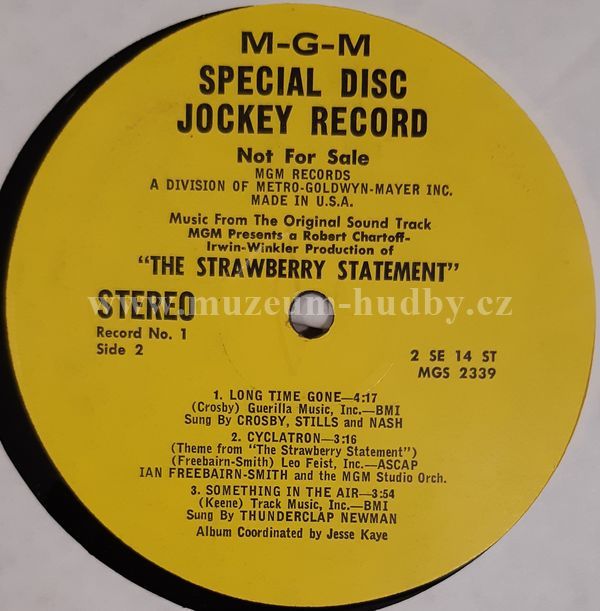 M-G-M
SPECIAL DISC
JOCKEY RECORD
Not For Sale
MGM RECORDS
A DIVISION OF METRO-GOLDWYN-MAYER INC.
MADE IN U.S.A.
Music From The Original Sound Track
MGM Presents a Robert Chartoff-
Irwin-Winkler Production of
"THE STRAWBERRY STATEMENT"
www.muzeum-hudby.cz
STEREO
Record No. 1
Side 2
2 SE 14 ST
MGS 2339
1. LONG TIME GONE—4:17
(Crosby) Guerilla Music, Inc.—BMI
Sung By CROSBY, STILLS and NASH
2. CYCLATRON—3:16
(Theme from "The Strawberry Statement")
(Freebairn-Smith) Leo Feist, Inc.—ASCAP
IAN FREEBAIRN-SMITH and the MGM Studio Orch.
3. SOMETHING IN THE AIR—3:54
(Keene) Track Music, Inc.—BMI
Sung By THUNDERCLAP NEWMAN
Album Coordinated by Jesse Kaye